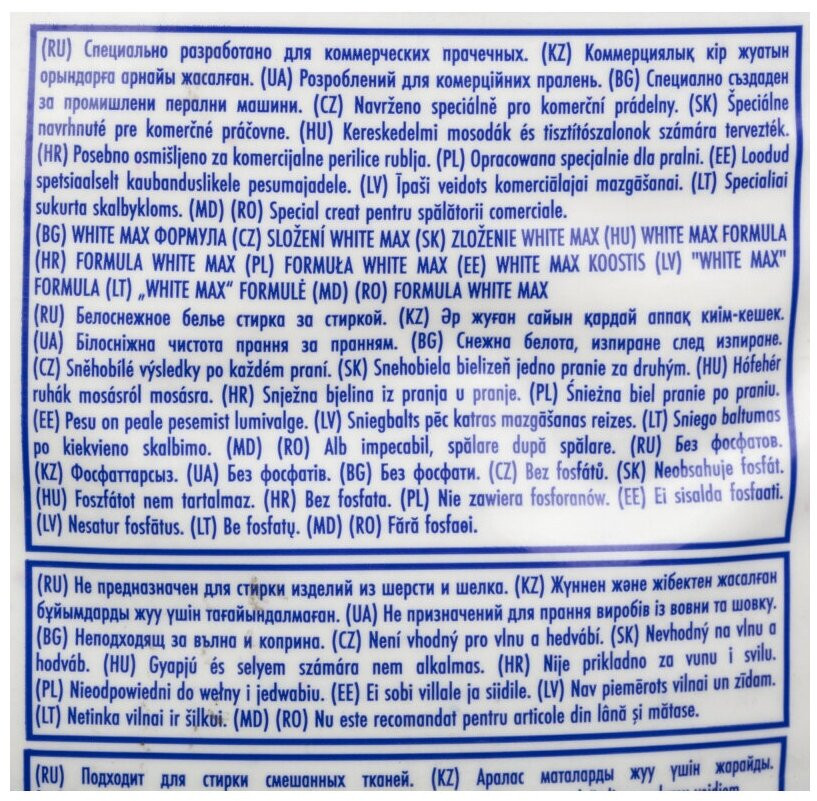 (RU) Специально разработано для коммерческих прачечных. (KZ) Коммерциялық кір жуатын
орындарға арнайы жасалған. (UA) Розроблений для комерційних пралень. (BG) Специално създаден
за промишлени перални машини. (CZ) Navrženo speciálně pro komerční prádelny. (SK) Špeciálne
navrhnuté pre komerčné práčovne. (HU) Kereskedelmi mosodák és tisztítószalonok számára tervezték.
(HR) Posebno osmišljeno za komercijalne perilice rublja. (PL) Opracowana specjalnie dla pralni. (EE) Loodud
spetsiaalselt kaubanduslikele pesumajadele. (LV) Īpaši veidots komerciālajai mazgāšanai. (LT) Specialiai
sukurta skalbykloms. (MD) (RO) Special creat pentru spălătorii comerciale.
(BG) WHITE MAX ФОРМУЛА (CZ) SLOŽENÍ WHITE MAX (SK) ZLOŽENIE WHITE MAX (HU) WHITE MAX FORMULA
(HR) FORMULA WHITE MAX (PL) FORMUŁA WHITE MAX (EE) WHITE MAX KOOSTIS (LV) "WHITE MAX"
FORMULA (LT) „WHITE MAX“ FORMULĖ (MD) (RO) FORMULA WHITE MAX
(RU) Белоснежное белье стирка за стиркой. (KZ) Әр жуған сайын қардай аппақ киім-кешек.
(UA) Білосніжна чистота прання за пранням. (BG) Снежна белота, изпиране след изпиране.
(CZ) Sněhobílé výsledky po každém praní. (SK) Snehobiela bielizeň jedno pranie za druhým. (HU) Hófehér
ruhák mosásról mosásra. (HR) Snježna bjelina iz pranja u pranje. (PL) Śnieżna biel pranie po praniu.
(EE) Pesu on peale pesemist lumivalge. (LV) Sniegbalts pēc katras mazgāšanas reizes. (LT) Sniego baltumas
po kiekvieno skalbimo. (MD) (RO) Alb impecabil, spălare după spălare. (RU) Без фосфатов.
(KZ) Фосфаттарсыз. (UA) Без фосфатів. (BG) Без фосфати. (CZ) Bez fosfátů. (SK) Neobsahuje fosfát.
(HU) Foszfátot nem tartalmaz. (HR) Bez fosfata. (PL) Nie zawiera fosforanów. (EE) Ei sisalda fosfaati.
(LV) Nesatur fosfātus. (LT) Be fosfatų. (MD) (RO) Fără fosfaei.
(RU) Не предназначен для стирки изделий из шерсти и шелка. (KZ) Жүннен және жібектен жасалған
бұйымдарды жуу үшін тағайындалмаған. (UA) Не призначений для прання виробів із вовни та шовку.
(BG) Неподходящ за вълна и коприна. (CZ) Není vhodný pro vlnu a hedvábí. (SK) Nevhodný na vlnu a
hodváb. (HU) Gyapjú és selyem számára nem alkalmas. (HR) Nije prikladno za vunu i svilu.
(PL) Nieodpowiedni do wełny i jedwabiu. (EE) Ei sobi villale ja siidile. (LV) Nav piemērots vilnai un zīdam.
(LT) Netinka vilnai ir šilkui. (MD) (RO) Nu este recomandat pentru articole din lână și mătase.
(RU) Подходит для стирки смешанных тканей. (KZ) Аралас маталарды жуу үшін жарайды.